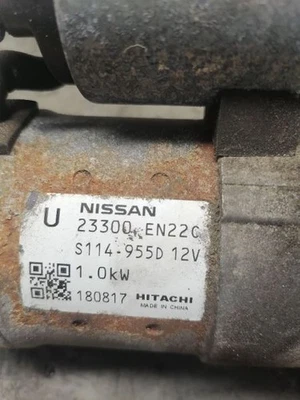 U NISSAN
23300-EN22C
S114-955D 12V
1.0kW
180817 HITACHI
MADE IN CHINA